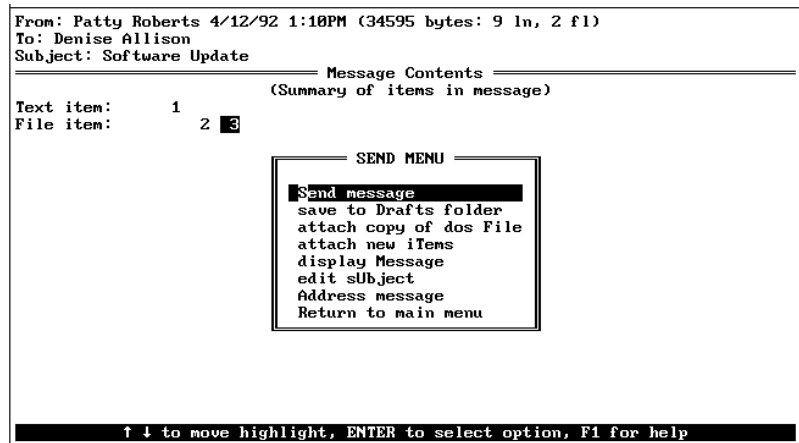 From: Patty Roberts 4/12/92 1:10PM (34595 bytes: 9 ln, 2 fl)
To: Denise Allison
Subject: Software Update
Message Contents
(Summary of items in message)
Text item: 1
File item: 2 3
SEND MENU
Send message
save to Drafts folder
attach copy of dos File
attach new iTems
display Message
edit sUbject
Address message
Return to main menu
↑ ↓ to move highlight, ENTER to select option, F1 for help